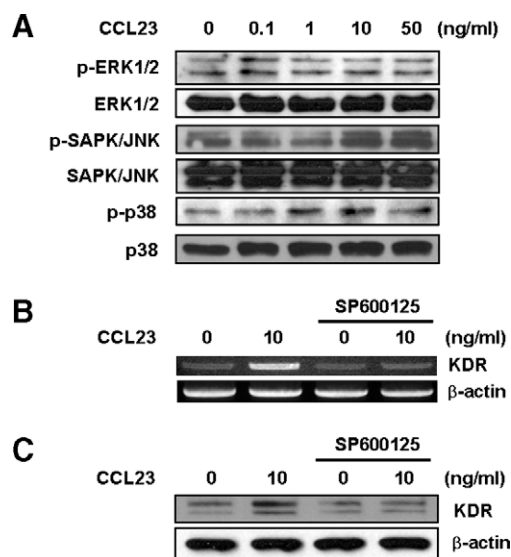 A
CCL23 0 0.1 1 10 50 (ng/ml)
p-ERK1/2
ERK1/2
p-SAPK/JNK
SAPK/JNK
p-p38
p38
B
SP600125
CCL23 0 10 0 10 (ng/ml)
KDR
β-actin
C
SP600125
CCL23 0 10 0 10 (ng/ml)
KDR
β-actin